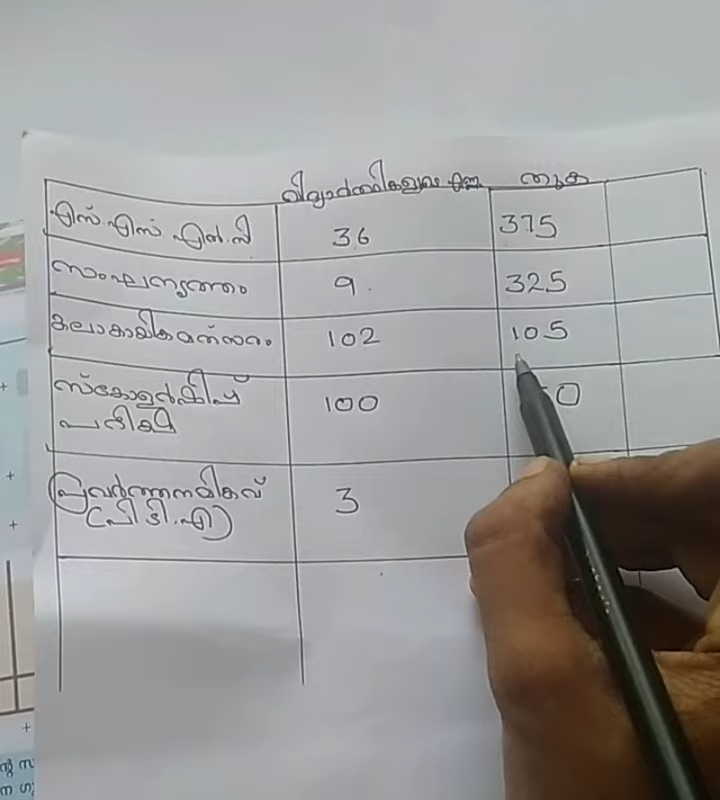 വിദ്യാർത്ഥികളുടെ എണ്ണം തുക
എസ് എസ് എൽ.സി 36 375
സംഘനൃത്തം 9. 325
കലാകായികമത്സരം 102 105
സ്കോളർഷിപ്പ് 100 50
പരീക്ഷ
പ്രവർത്തനമികവ് 3
(പി.ടി.എ)